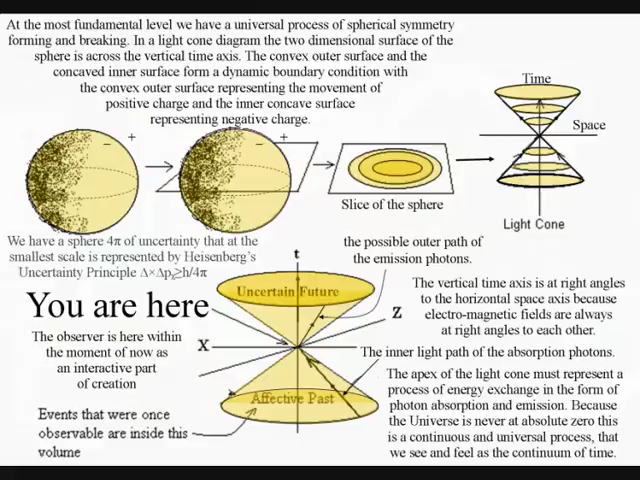 At the most fundamental level we have a universal process of spherical symmetry
forming and breaking. In a light cone diagram the two dimensional surface of the
sphere is across the vertical time axis. The convex outer surface and the
concaved inner surface form a dynamic boundary condition with
the convex outer surface representing the movement of
positive charge and the inner concave surface
representing negative charge.
− +
− +
Slice of the sphere
Time
Space
Light Cone
We have a sphere 4π of uncertainty that at the
smallest scale is represented by Heisenberg's
Uncertainty Principle Δ×Δpₓ≥h/4π
the possible outer path of
the emission photons.
You are here
The observer is here within
the moment of now as
an interactive part
of creation
Events that were once
observable are inside this
volume
t
Uncertain Future
Z
X
Affective Past
The vertical time axis is at right angles
to the horizontal space axis because
electro-magnetic fields are always
at right angles to each other.
The inner light path of the absorption photons.
The apex of the light cone must represent a
process of energy exchange in the form of
photon absorption and emission. Because
the Universe is never at absolute zero this
is a continuous and universal process, that
we see and feel as the continuum of time.